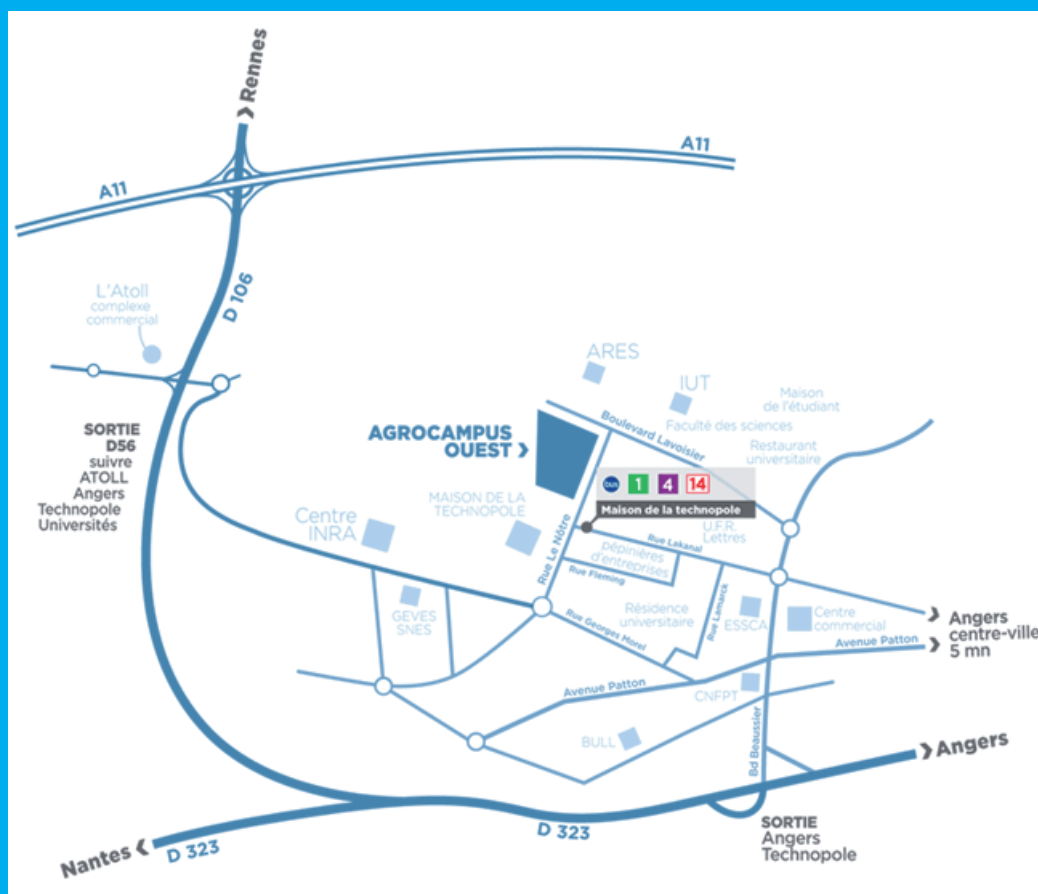 ❯ Rennes
A11
A11
D 106
L'Atoll
complexe
commercial
SORTIE
D56
suivre
ATOLL
Angers
Technopole
Universités
ARES
IUT
Faculté des sciences
Maison
de l'étudiant
Boulevard Lavoisier
Restaurant
universitaire
AGROCAMPUS
OUEST ❯
bus 1 4 14
Maison de la technopole
MAISON DE LA
TECHNOPOLE
Centre
INRA
Rue Le Nôtre
U.F.R.
Lettres
Rue Lakanal
pépinières
d'entreprises
Rue Fleming
GEVES
SNES
Rue Georges Morel
Résidence
universitaire
Rue Lamarck
ESSCA
Centre
commercial
❯ Angers
centre-ville
❯ 5 mn
Avenue Patton
Avenue Patton
CNFPT
BULL
Bd Beaussier
❯ Angers
D 323
SORTIE
Angers
Technopole
Nantes ❮
D 323